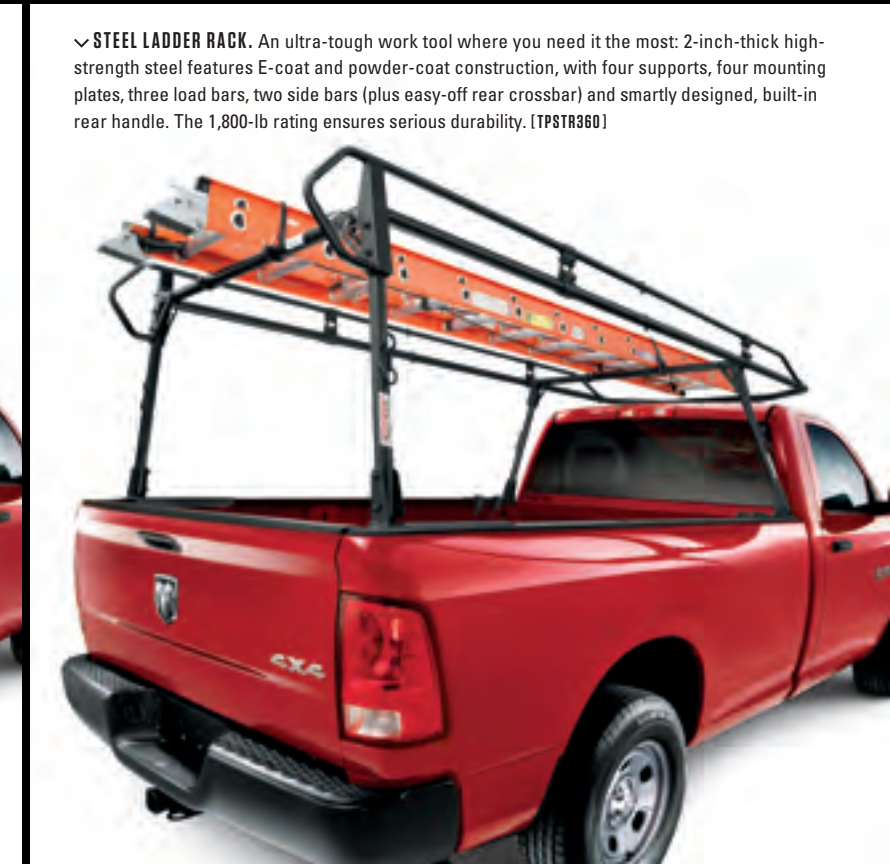 STEEL LADDER RACK. An ultra-tough work tool where you need it the most: 2-inch-thick high-
strength steel features E-coat and powder-coat construction, with four supports, four mounting
plates, three load bars, two side bars (plus easy-off rear crossbar) and smartly designed, built-in
rear handle. The 1,800-lb rating ensures serious durability. [TPSTR360]
4X4